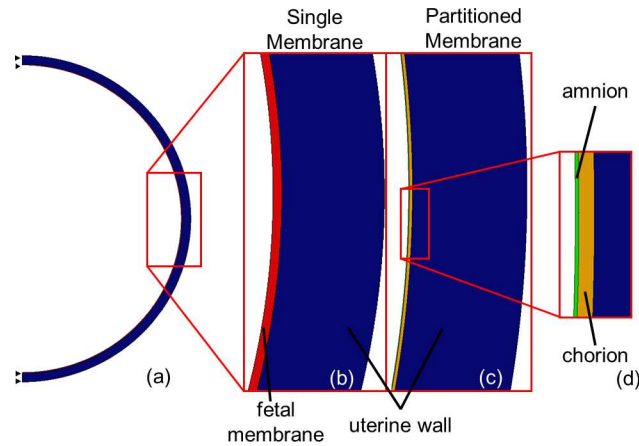 Single
Membrane
Partitioned
Membrane
amnion
chorion
(a)
(b)
(c)
(d)
fetal
membrane
uterine wall